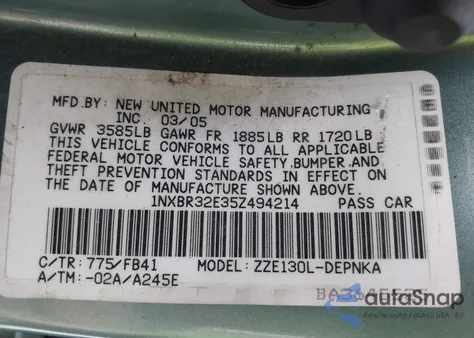 MFD.BY: NEW UNITED MOTOR MANUFACTURING
INC. 03/05
GVWR 3585LB GAWR FR 1885LB RR 1720LB
THIS VEHICLE CONFORMS TO ALL APPLICABLE
FEDERAL MOTOR VEHICLE SAFETY,BUMPER,AND
THEFT PREVENTION STANDARDS IN EFFECT ON
THE DATE OF MANUFACTURE SHOWN ABOVE.
1NXBR32E35Z494214 PASS CAR
C/TR:775/FB41 MODEL: ZZE130L-DEPNKA
A/TM:-02A/A245E
autoSnap